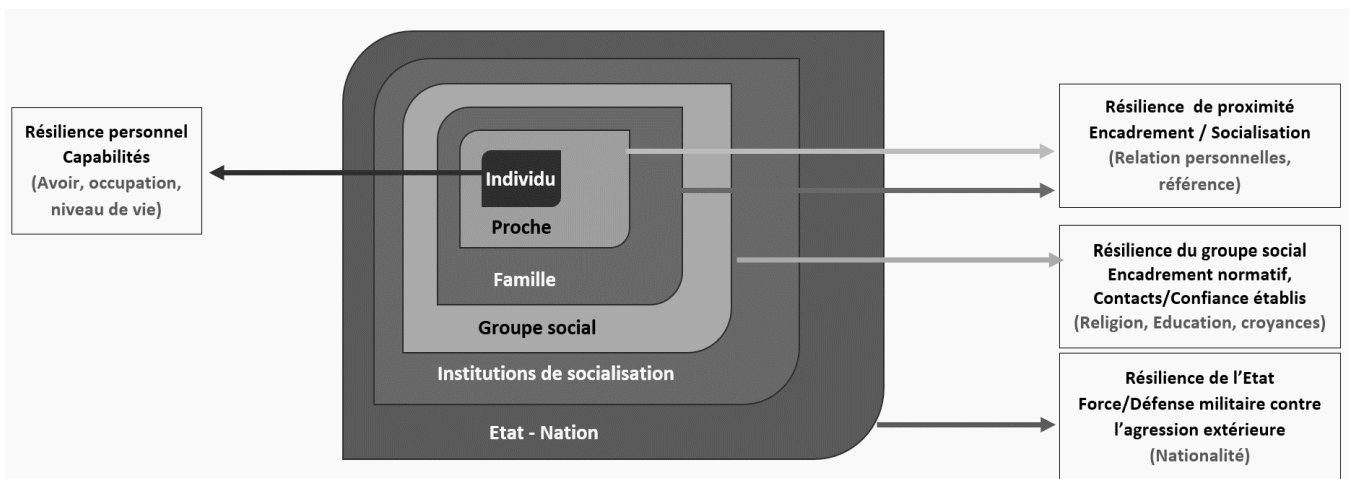 Résilience personnel
Capabilités
(Avoir, occupation,
niveau de vie)
Individu
Proche
Famille
Groupe social
Institutions de socialisation
Etat - Nation
Résilience de proximité
Encadrement / Socialisation
(Relation personnelles,
référence)
Résilience du groupe social
Encadrement normatif,
Contacts/Confiance établis
(Religion, Education, croyances)
Résilience de l’Etat
Force/Défense militaire contre
l’agression extérieure
(Nationalité)